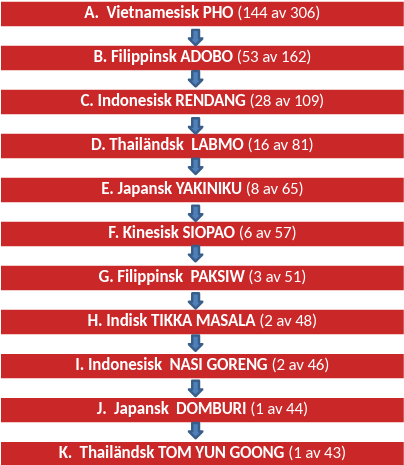 A. Vietnamesisk PHO (144 av 306)
B. Filippinsk ADOBO (53 av 162)
C. Indonesisk RENDANG (28 av 109)
D. Thailändsk LABMO (16 av 81)
E. Japansk YAKINIKU (8 av 65)
F. Kinesisk SIOPAO (6 av 57)
G. Filippinsk PAKSIW (3 av 51)
H. Indisk TIKKA MASALA (2 av 48)
I. Indonesisk NASI GORENG (2 av 46)
J. Japansk DOMBURI (1 av 44)
K. Thailändsk TOM YUN GOONG (1 av 43)